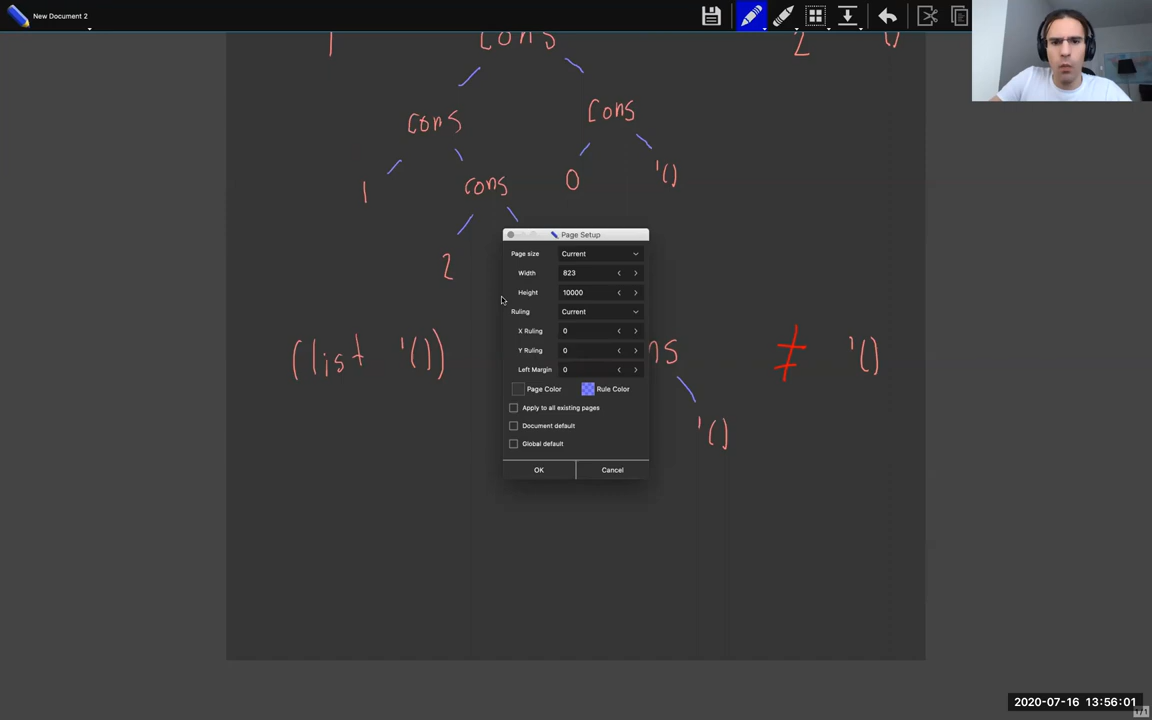 New Document 2
1 cons 2 '()
cons cons
1 cons 0 '()
2
Page Setup
Page size Current
Width 823
Height 10000
Ruling Current
X Ruling 0
Y Ruling 0
Left Margin 0
Page Color Rule Color
Apply to all existing pages
Document default
Global default
OK Cancel
(list '()) ns ≠ '()
'()
2020-07-16 13:56:01